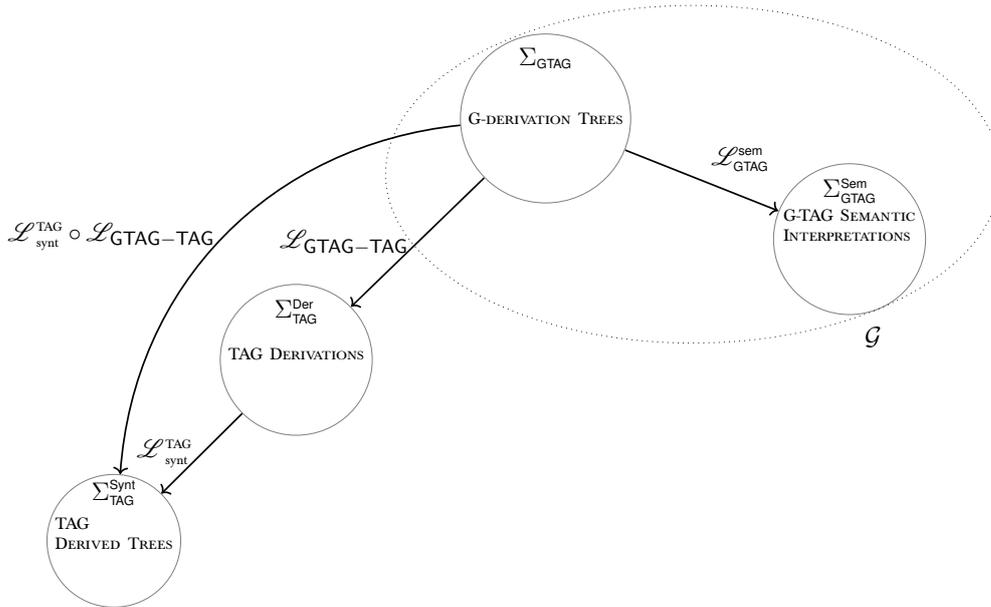 Σ_GTAG
G-DERIVATION TREES
ℒ^sem_GTAG
Σ^Sem_GTAG
G-TAG SEMANTIC
INTERPRETATIONS
ℒ^TAG_synt ∘ ℒ_GTAG−TAG
ℒ_GTAG−TAG
Σ^Der_TAG
TAG DERIVATIONS
𝒢
ℒ^TAG_synt
Σ^Synt_TAG
TAG
DERIVED TREES